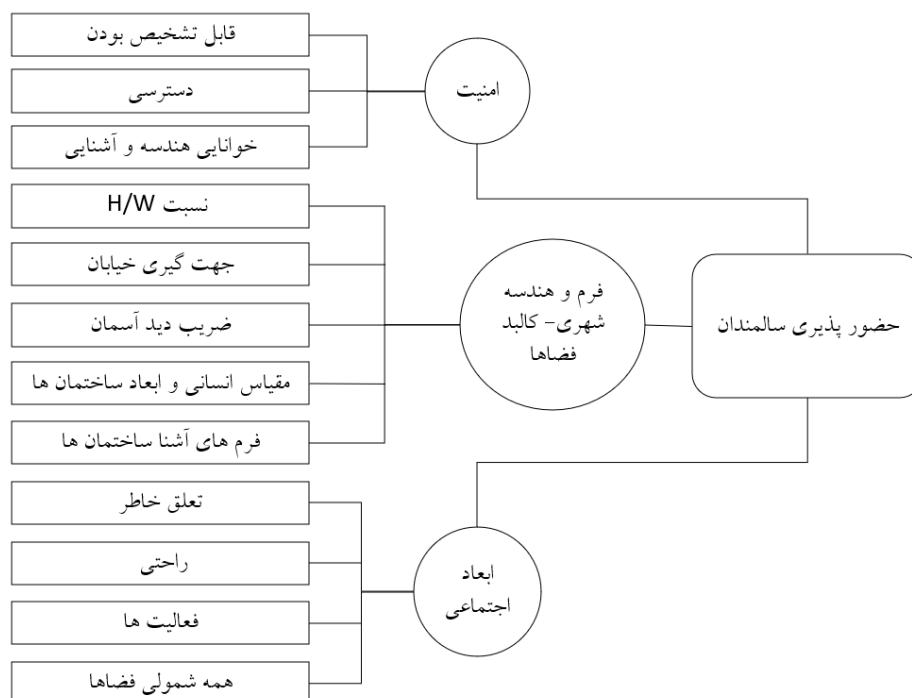 حضور پذیری سالمندان
امنیت
قابل تشخیص بودن
دسترسی
خوانایی هندسه و آشنایی
فرم و هندسه
شهری- کالبد
فضاها
نسبت H/W
جهت گیری خیابان
ضریب دید آسمان
مقیاس انسانی و ابعاد ساختمان ها
فرم های آشنا ساختمان ها
ابعاد
اجتماعی
تعلق خاطر
راحتی
فعالیت ها
همه شمولی فضاها